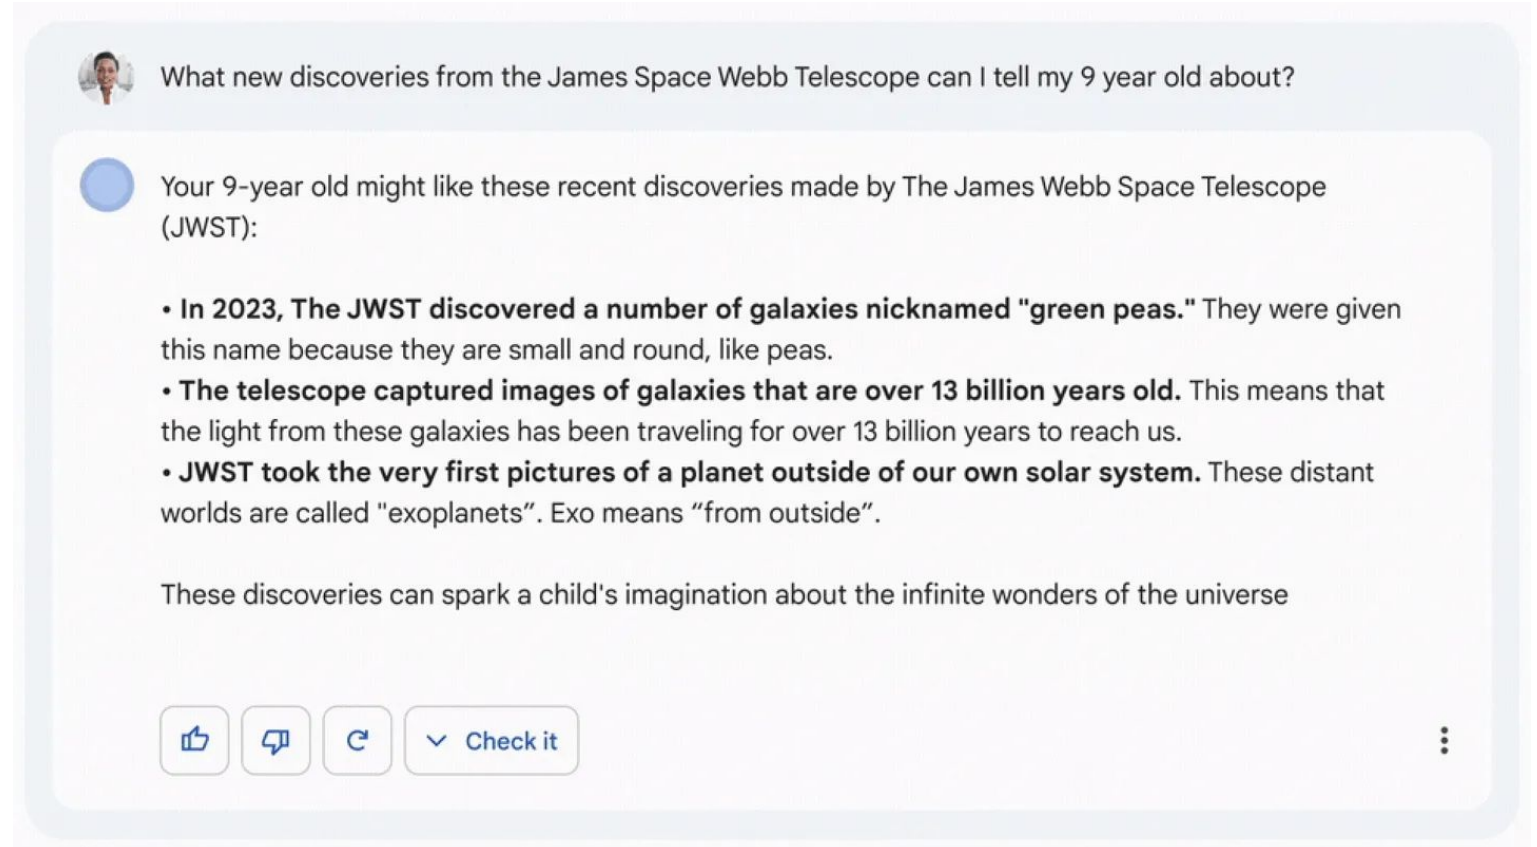 What new discoveries from the James Space Webb Telescope can I tell my 9 year old about?
Your 9-year old might like these recent discoveries made by The James Webb Space Telescope
(JWST):
• In 2023, The JWST discovered a number of galaxies nicknamed "green peas." They were given
this name because they are small and round, like peas.
• The telescope captured images of galaxies that are over 13 billion years old. This means that
the light from these galaxies has been traveling for over 13 billion years to reach us.
• JWST took the very first pictures of a planet outside of our own solar system. These distant
worlds are called "exoplanets”. Exo means “from outside”.
These discoveries can spark a child's imagination about the infinite wonders of the universe
Check it